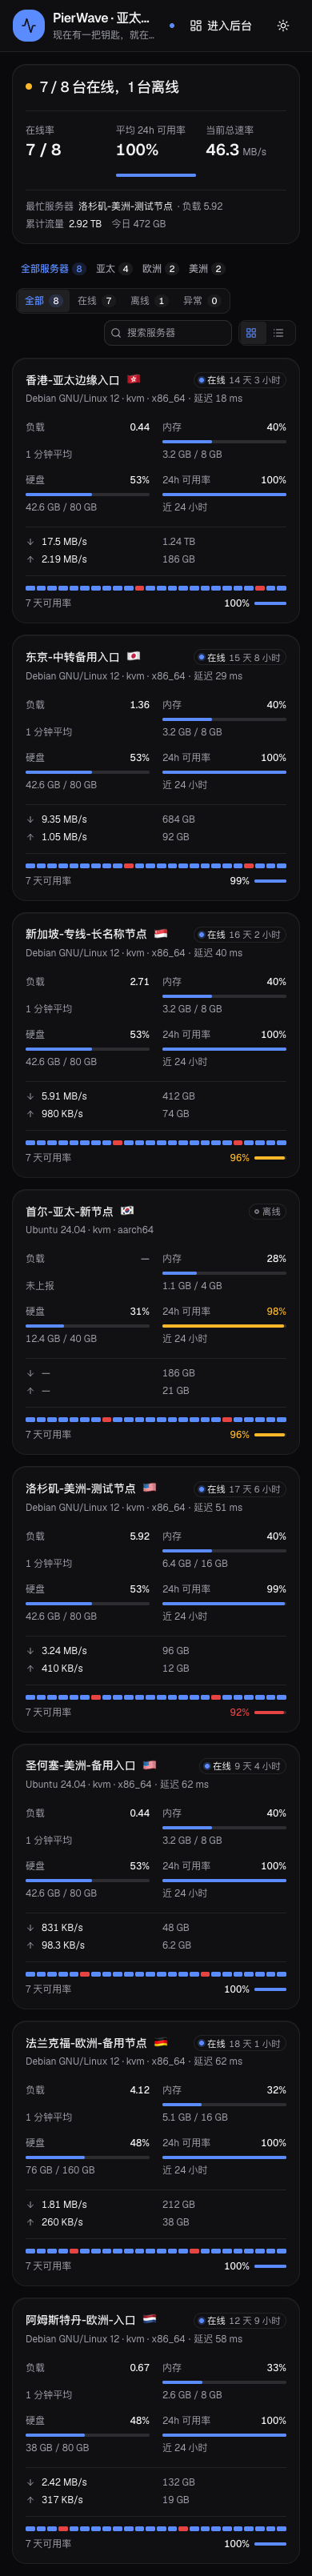 PierWave · 亚太...
现在有一把钥匙，就在...
进入后台
7 / 8 台在线，1 台离线
在线率
平均 24h 可用率
当前总速率
7 / 8
100%
46.3 MB/s
最忙服务器 洛杉矶-美洲-测试节点 · 负载 5.92
累计流量 2.92 TB 今日 472 GB
全部服务器 8 亚太 4 欧洲 2 美洲 2
全部 8 在线 7 离线 1 异常 0
搜索服务器
香港-亚太边缘入口 在线 14 天 3 小时
Debian GNU/Linux 12 · kvm · x86_64 · 延迟 18 ms
负载 0.44 内存 40%
1 分钟平均 3.2 GB / 8 GB
硬盘 53% 24h 可用率 100%
42.6 GB / 80 GB 近 24 小时
↓ 17.5 MB/s 1.24 TB
↑ 2.19 MB/s 186 GB
7 天可用率 100%
东京-中转备用入口 在线 15 天 8 小时
Debian GNU/Linux 12 · kvm · x86_64 · 延迟 29 ms
负载 1.36 内存 40%
1 分钟平均 3.2 GB / 8 GB
硬盘 53% 24h 可用率 100%
42.6 GB / 80 GB 近 24 小时
↓ 9.35 MB/s 684 GB
↑ 1.05 MB/s 92 GB
7 天可用率 99%
新加坡-专线-长名称节点 在线 16 天 2 小时
Debian GNU/Linux 12 · kvm · x86_64 · 延迟 40 ms
负载 2.71 内存 40%
1 分钟平均 3.2 GB / 8 GB
硬盘 53% 24h 可用率 100%
42.6 GB / 80 GB 近 24 小时
↓ 5.91 MB/s 412 GB
↑ 980 KB/s 74 GB
7 天可用率 96%
首尔-亚太-新节点 离线
Ubuntu 24.04 · kvm · aarch64
负载 — 内存 28%
未上报 1.1 GB / 4 GB
硬盘 31% 24h 可用率 98%
12.4 GB / 40 GB 近 24 小时
↓ — 186 GB
↑ — 21 GB
7 天可用率 96%
洛杉矶-美洲-测试节点 在线 17 天 6 小时
Debian GNU/Linux 12 · kvm · x86_64 · 延迟 51 ms
负载 5.92 内存 40%
1 分钟平均 6.4 GB / 16 GB
硬盘 53% 24h 可用率 99%
42.6 GB / 80 GB 近 24 小时
↓ 3.24 MB/s 96 GB
↑ 410 KB/s 12 GB
7 天可用率 92%
圣何塞-美洲-备用入口 在线 9 天 4 小时
Ubuntu 24.04 · kvm · x86_64 · 延迟 62 ms
负载 0.44 内存 40%
1 分钟平均 3.2 GB / 8 GB
硬盘 53% 24h 可用率 100%
42.6 GB / 80 GB 近 24 小时
↓ 831 KB/s 48 GB
↑ 98.3 KB/s 6.2 GB
7 天可用率 100%
法兰克福-欧洲-备用节点 在线 18 天 1 小时
Debian GNU/Linux 12 · kvm · x86_64 · 延迟 62 ms
负载 4.12 内存 32%
1 分钟平均 5.1 GB / 16 GB
硬盘 48% 24h 可用率 100%
76 GB / 160 GB 近 24 小时
↓ 1.81 MB/s 212 GB
↑ 260 KB/s 38 GB
7 天可用率 100%
阿姆斯特丹-欧洲-入口 在线 12 天 9 小时
Debian GNU/Linux 12 · kvm · x86_64 · 延迟 58 ms
负载 0.67 内存 33%
1 分钟平均 2.6 GB / 8 GB
硬盘 48% 24h 可用率 100%
38 GB / 80 GB 近 24 小时
↓ 2.42 MB/s 132 GB
↑ 317 KB/s 19 GB
7 天可用率 100%